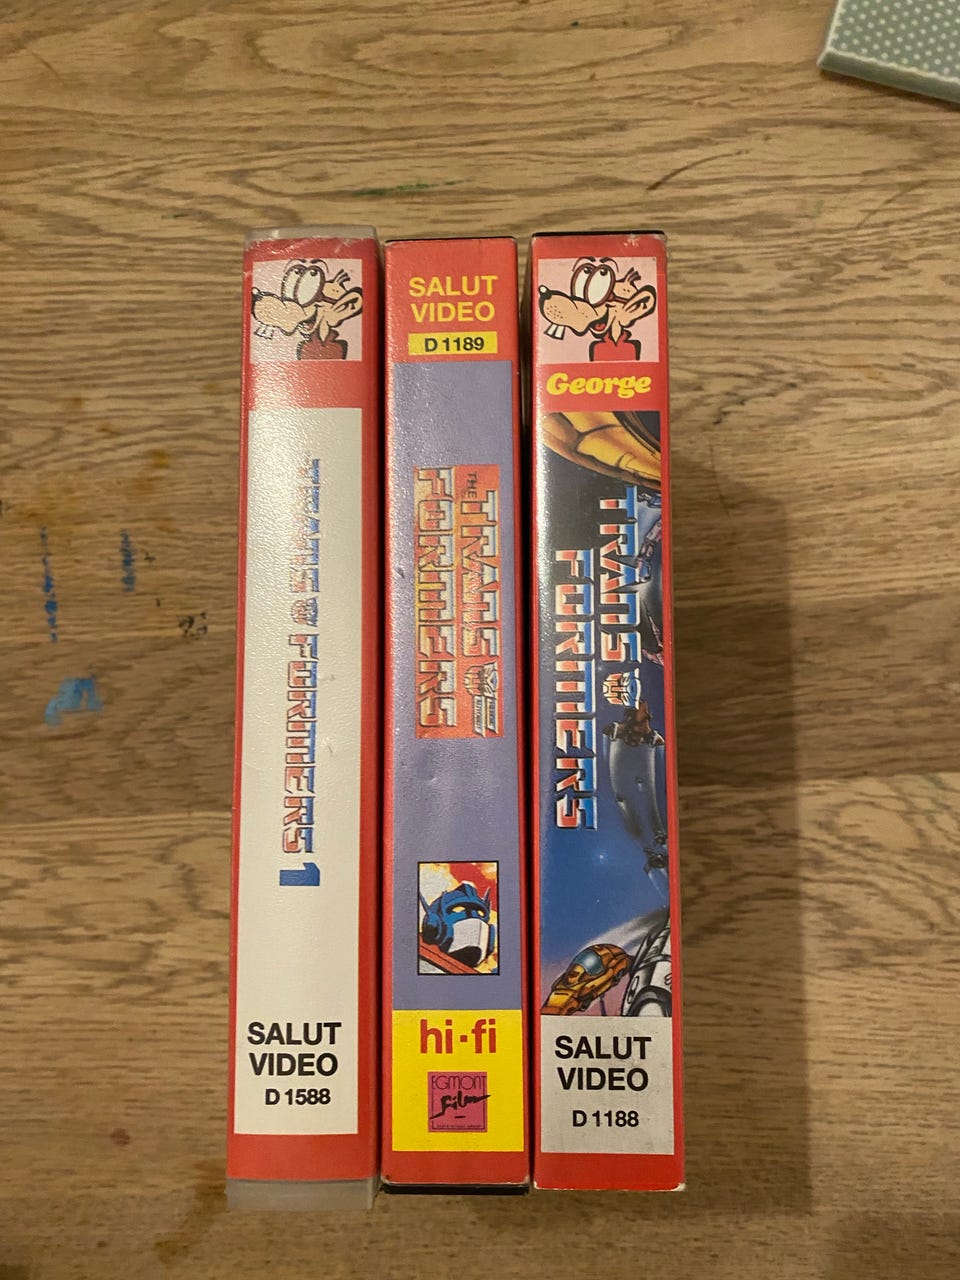 TRANSFORMERS 1
SALUT
VIDEO
D 1588
SALUT
VIDEO
D 1189
THE
TRANS
FORMERS
hi-fi
EGMONT
Film
George
TRANS
FORMERS
SALUT
VIDEO
D 1188